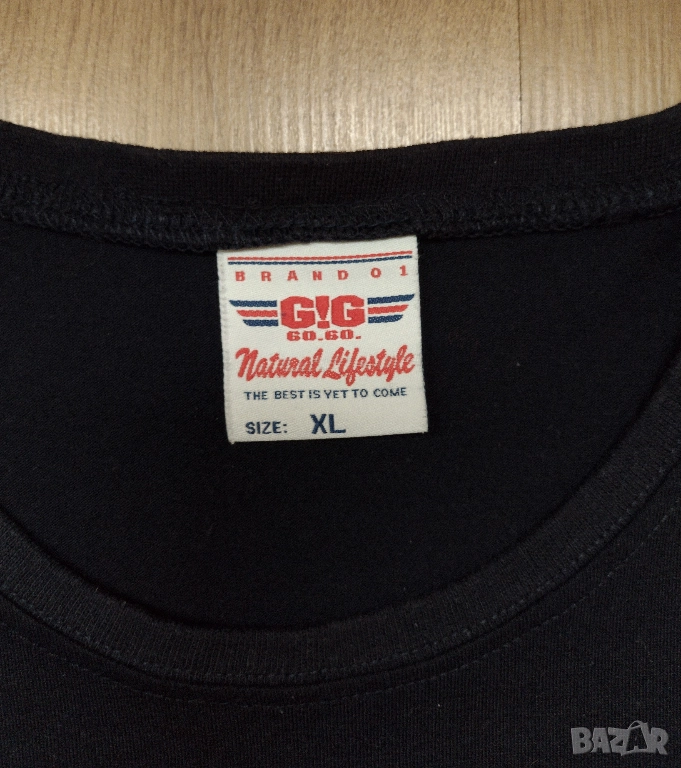 BRAND 01
G!G
60.60.
Natural Lifestyle
THE BEST IS YET TO COME
SIZE: XL
BAZAR